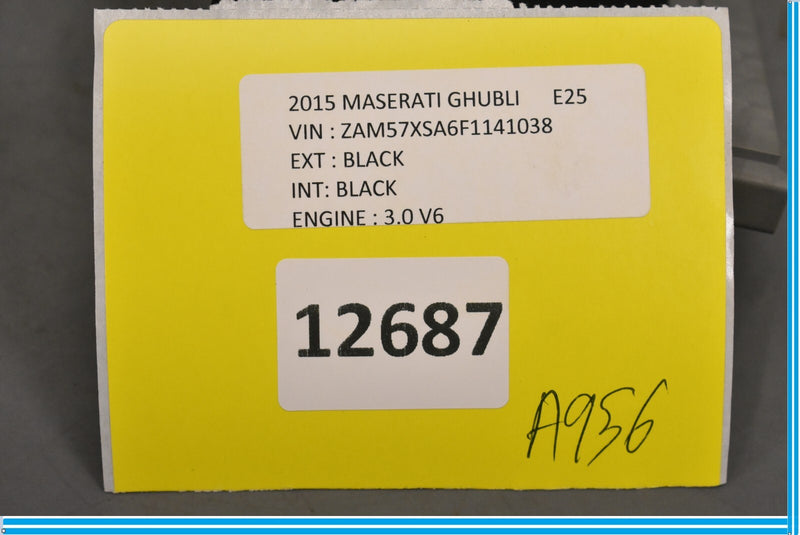 2015 MASERATI GHUBLI E25
VIN : ZAM57XSA6F1141038
EXT : BLACK
INT: BLACK
ENGINE : 3.0 V6
12687
A956